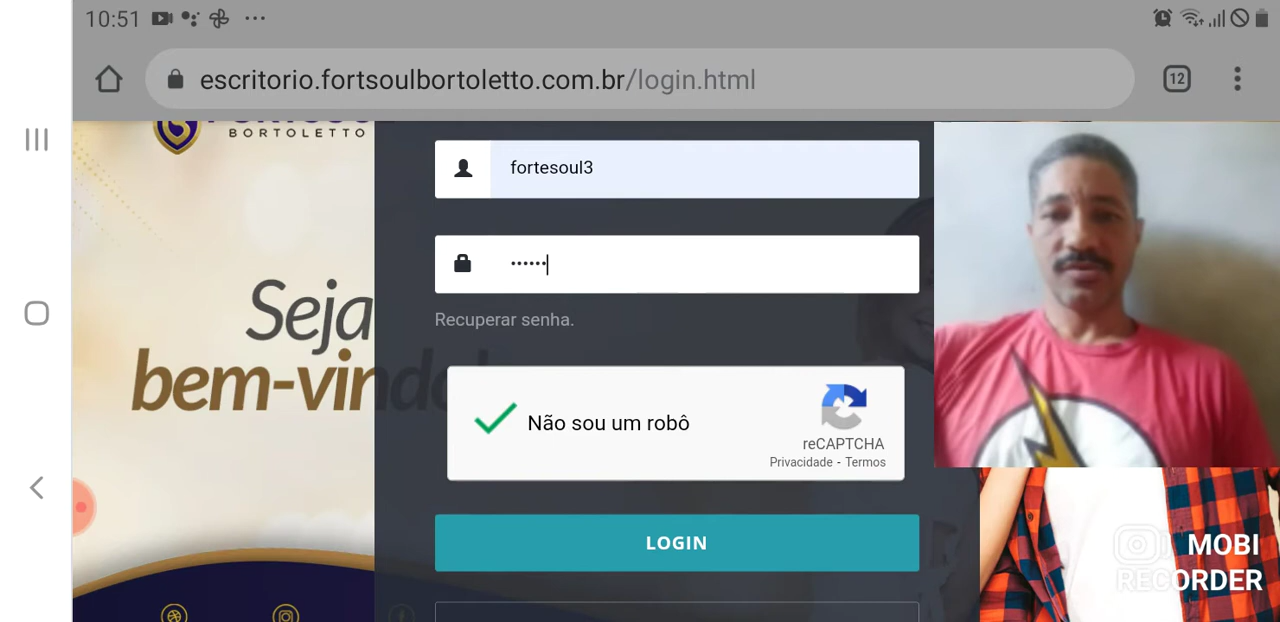 10:51
escritorio.fortsoulbortoletto.com.br/login.html
12
BORTOLETTO
fortesoul3
••••••
Recuperar senha.
Seja
bem-vindo
Não sou um robô
reCAPTCHA
Privacidade - Termos
LOGIN
MOBI
RECORDER